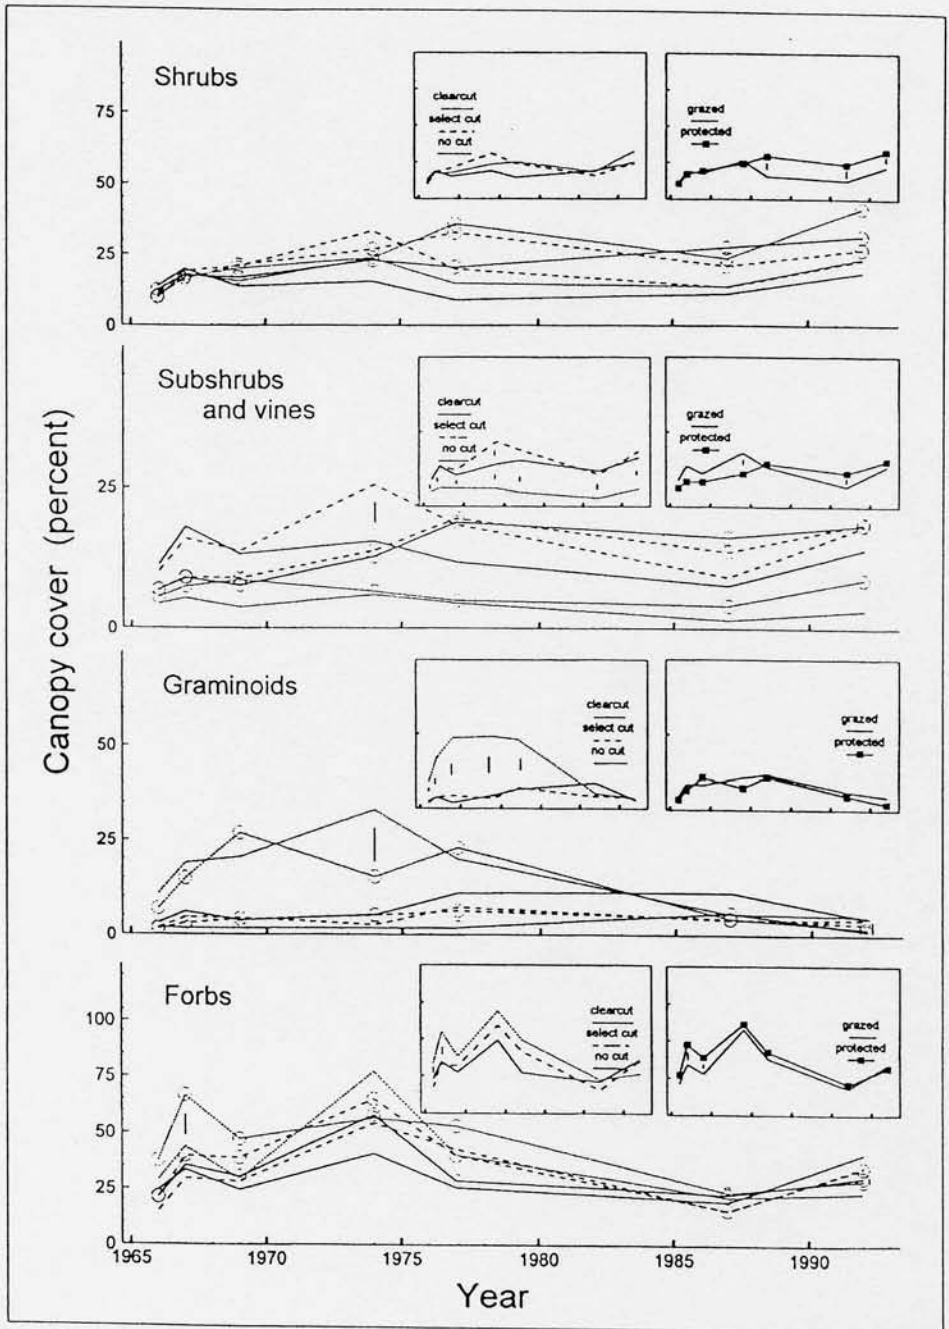 Canopy cover (percent)
Shrubs
75
50
25
0
clearcut
select cut
no cut
grazed
protected
Subshrubs
and vines
25
0
clearcut
select cut
no cut
grazed
protected
Graminoids
50
25
0
clearcut
select cut
no cut
grazed
protected
Forbs
100
75
50
25
0
clearcut
select cut
no cut
grazed
protected
1965 1970 1975 1980 1985 1990
Year